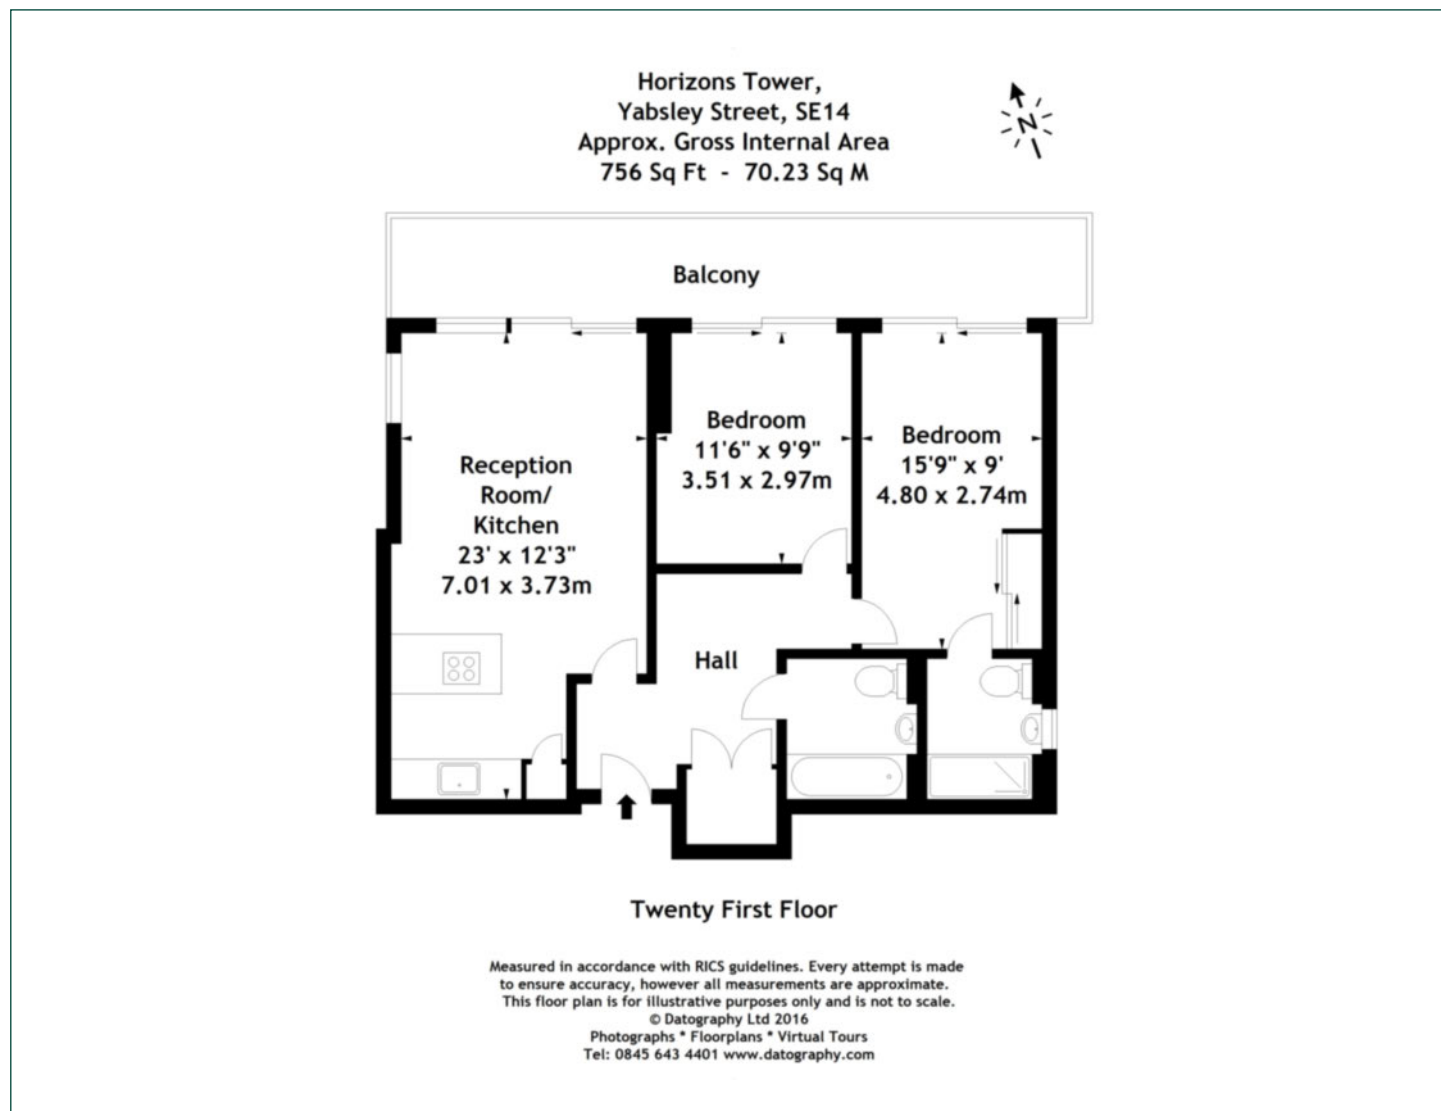 Horizons Tower,
Yabsley Street, SE14
Approx. Gross Internal Area
756 Sq Ft - 70.23 Sq M
N
Balcony
Reception
Room/
Kitchen
23' x 12'3"
7.01 x 3.73m
Bedroom
11'6" x 9'9"
3.51 x 2.97m
Bedroom
15'9" x 9'
4.80 x 2.74m
Hall
Twenty First Floor
Measured in accordance with RICS guidelines. Every attempt is made
to ensure accuracy, however all measurements are approximate.
This floor plan is for illustrative purposes only and is not to scale.
© Datography Ltd 2016
Photographs * Floorplans * Virtual Tours
Tel: 0845 643 4401 www.datography.com